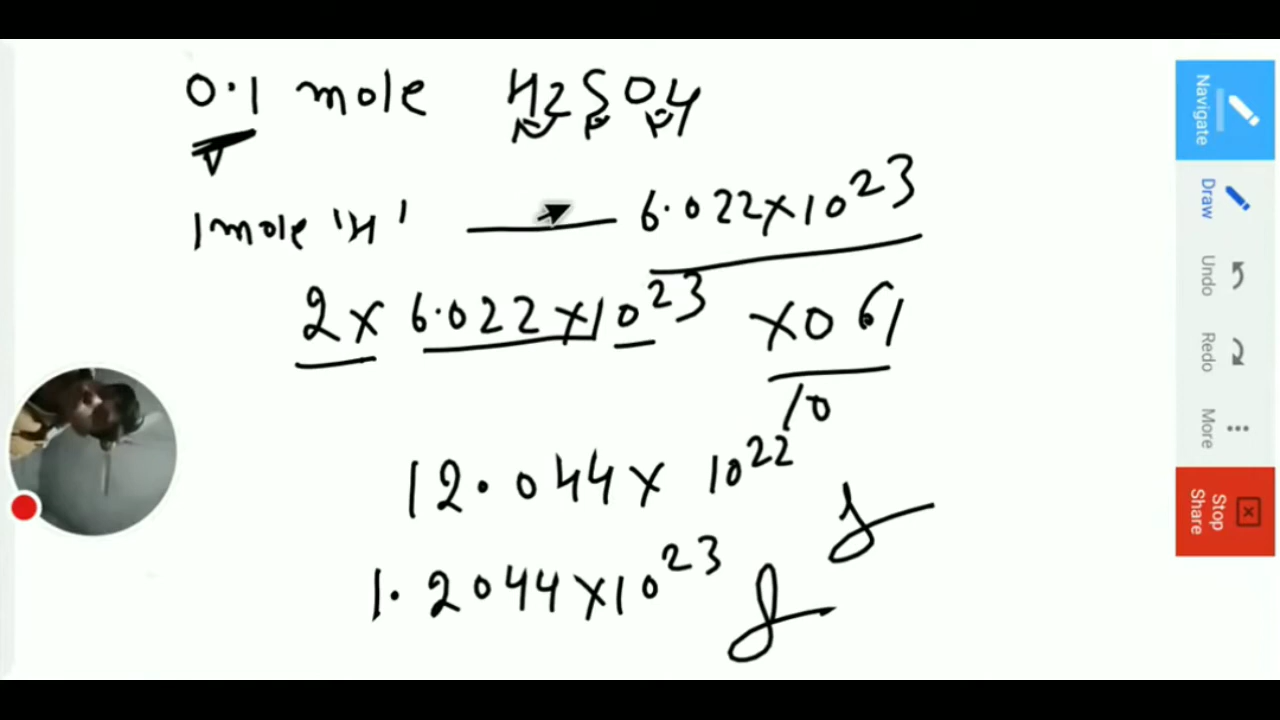 0.1 mole H2SO4
1 mole 'H' 6.022×10^23
2× 6.022×10^23 ×0 61
10
12.044× 10^22
1.2044×10^23
Navigate
Draw
Undo
Redo
More
Stop
Share